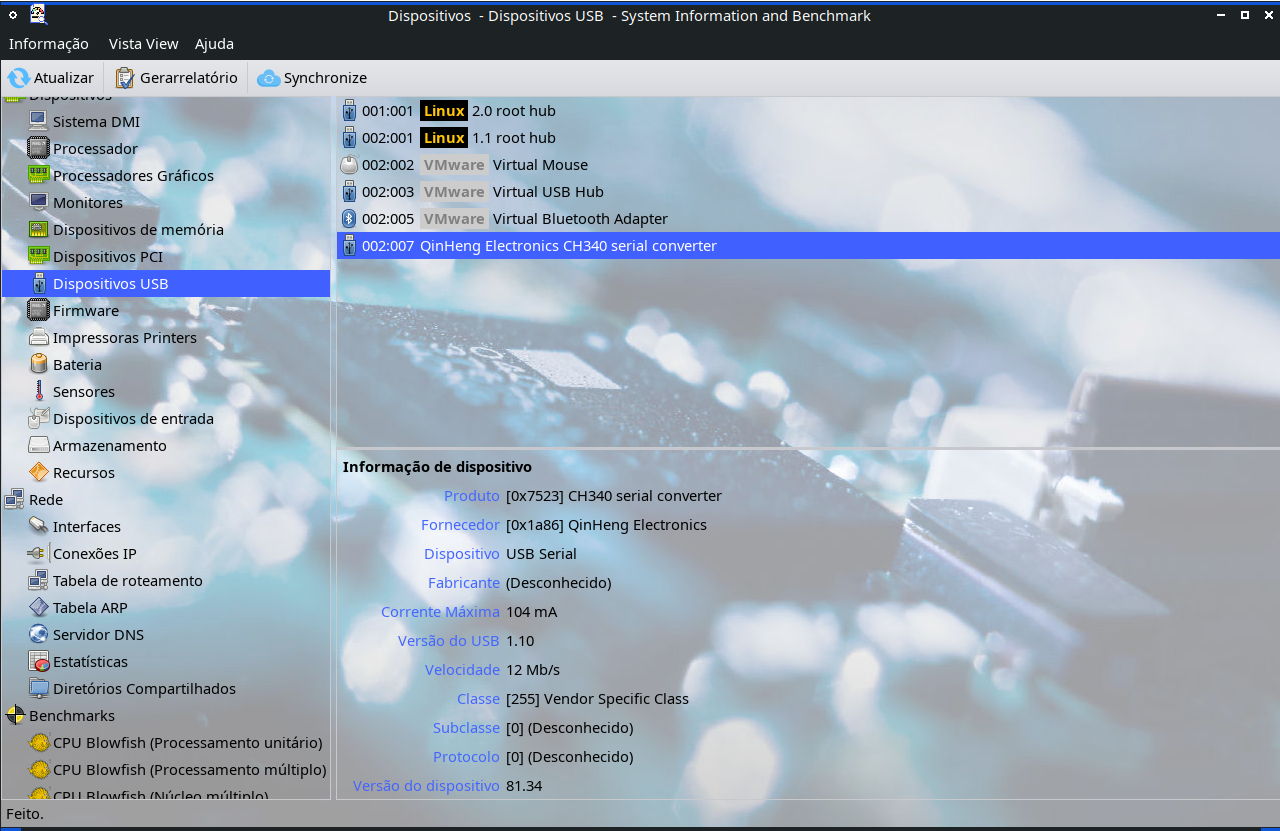 Dispositivos - Dispositivos USB - System Information and Benchmark
Informação Vista View Ajuda
Atualizar Gerarrelatório Synchronize
Dispositivos
Sistema DMI
Processador
Processadores Gráficos
Monitores
Dispositivos de memória
Dispositivos PCI
Dispositivos USB
Firmware
Impressoras Printers
Bateria
Sensores
Dispositivos de entrada
Armazenamento
Recursos
Rede
Interfaces
Conexões IP
Tabela de roteamento
Tabela ARP
Servidor DNS
Estatísticas
Diretórios Compartilhados
Benchmarks
CPU Blowfish (Processamento unitário)
CPU Blowfish (Processamento múltiplo)
CPU Blowfish (Núcleo múltiplo)
001:001 Linux 2.0 root hub
002:001 Linux 1.1 root hub
002:002 VMware Virtual Mouse
002:003 VMware Virtual USB Hub
002:005 VMware Virtual Bluetooth Adapter
002:007 QinHeng Electronics CH340 serial converter
Informação de dispositivo
Produto [0x7523] CH340 serial converter
Fornecedor [0x1a86] QinHeng Electronics
Dispositivo USB Serial
Fabricante (Desconhecido)
Corrente Máxima 104 mA
Versão do USB 1.10
Velocidade 12 Mb/s
Classe [255] Vendor Specific Class
Subclasse [0] (Desconhecido)
Protocolo [0] (Desconhecido)
Versão do dispositivo 81.34
Feito.